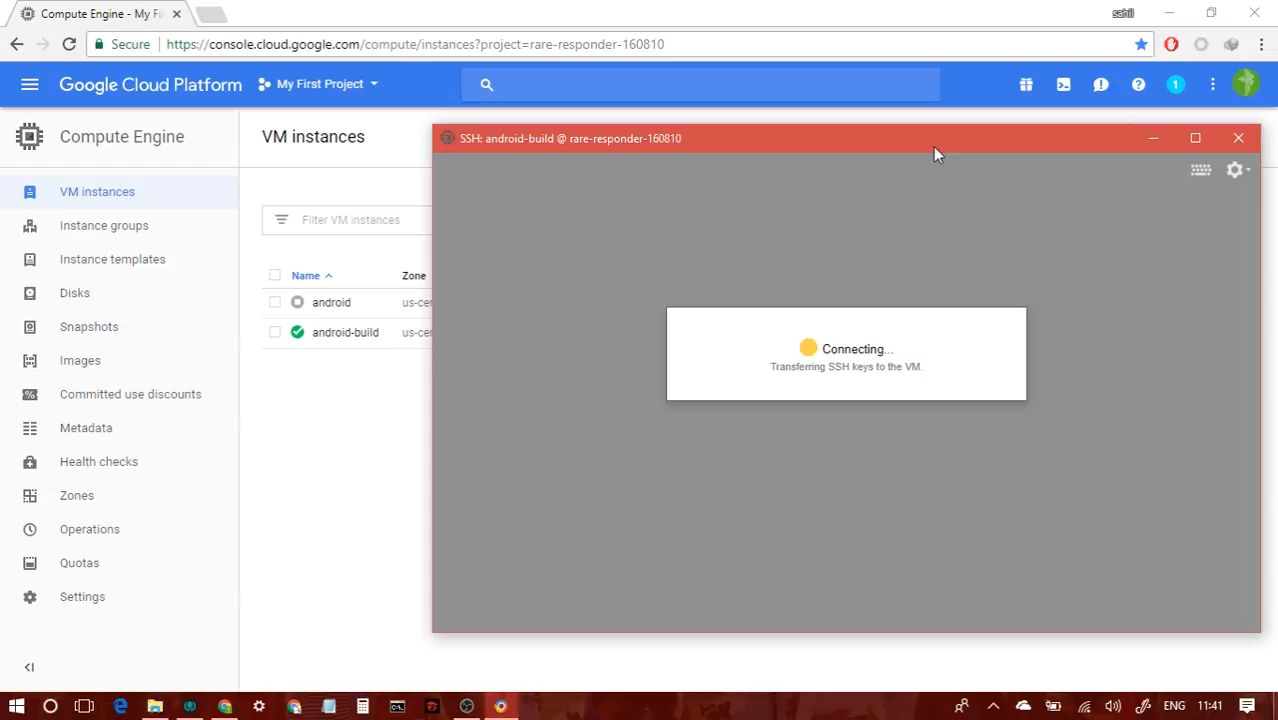 Compute Engine - My Fi
sahil
Secure
https://console.cloud.google.com/compute/instances?project=rare-responder-160810
Google Cloud Platform
My First Project
1
Compute Engine
VM instances
SSH: android-build @ rare-responder-160810
VM instances
Instance groups
Instance templates
Disks
Snapshots
Images
Committed use discounts
Metadata
Health checks
Zones
Operations
Quotas
Settings
Filter VM instances
Name
Zone
android
us-cen
android-build
us-cen
Connecting...
Transferring SSH keys to the VM.
ENG
11:41